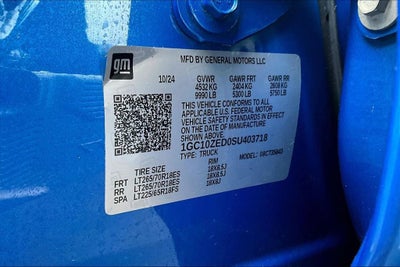 gm
MFD BY GENERAL MOTORS LLC
10/24 GVWR GAWR FRT GAWR RR
4532 KG 2404 KG 2608 KG
9990 LB 5300 LB 5750 LB
THIS VEHICLE CONFORMS TO ALL
APPLICABLE U.S. FEDERAL MOTOR
VEHICLE SAFETY
STANDARDS IN EFFECT ON THE
DATE OF MANUFACTURE
SHOWN ABOVE.
1GC10ZED0SU403718
TYPE: TRUCK MODEL:
TIRE SIZE RIM
FRT LT265/70R18ES 18X8.5J
RR LT265/70R18ES 18X8.5J
SPA LT225/65R18FS 18X8J